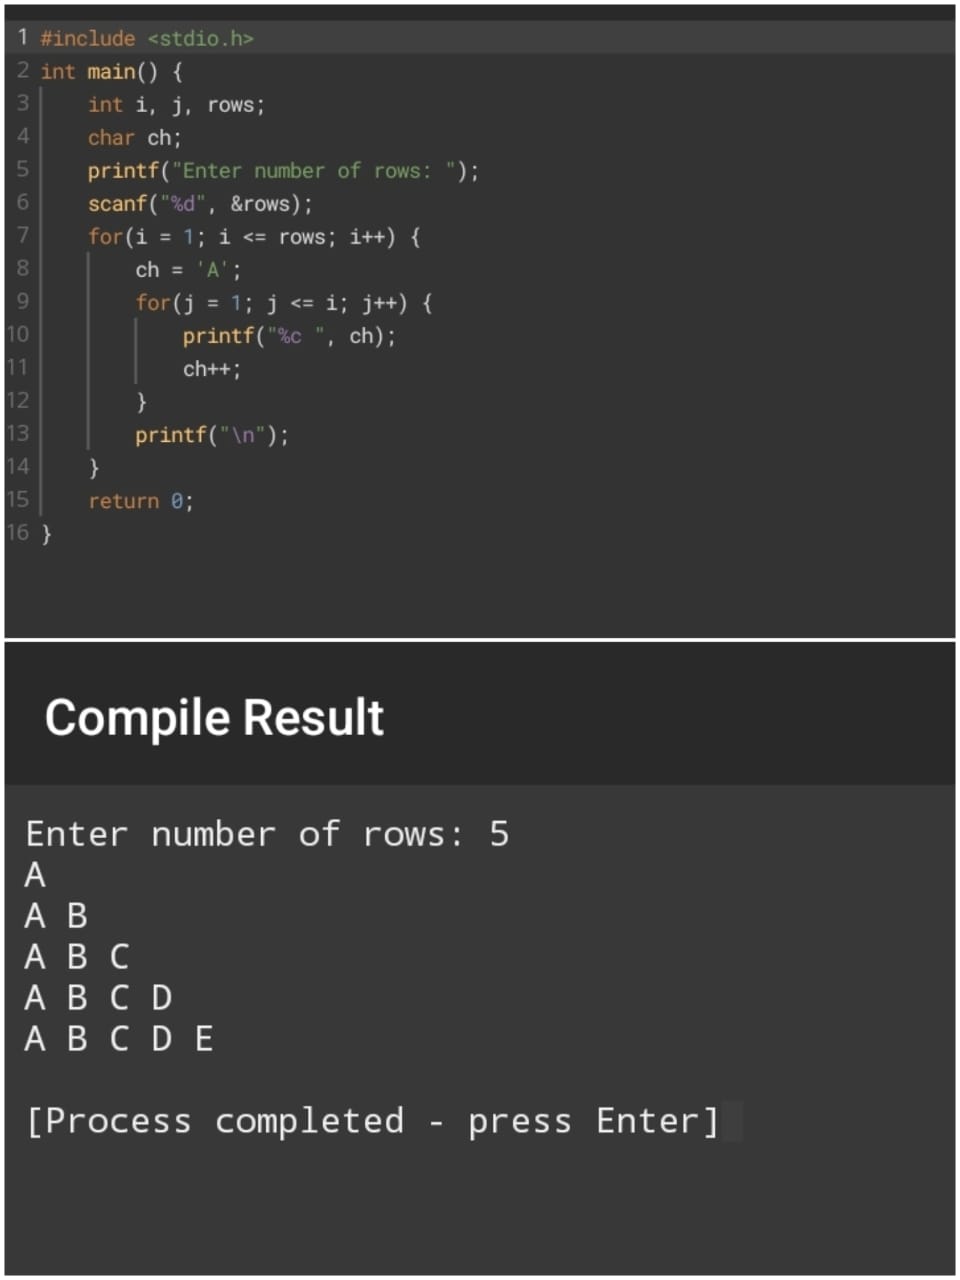 1 #include <stdio.h>
2 int main() {
3     int i, j, rows;
4     char ch;
5     printf("Enter number of rows: ");
6     scanf("%d", &rows);
7     for(i = 1; i <= rows; i++) {
8         ch = 'A';
9         for(j = 1; j <= i; j++) {
10             printf("%c ", ch);
11             ch++;
12         }
13         printf("\n");
14     }
15     return 0;
16 }
Compile Result
Enter number of rows: 5
A
A B
A B C
A B C D
A B C D E
[Process completed - press Enter]